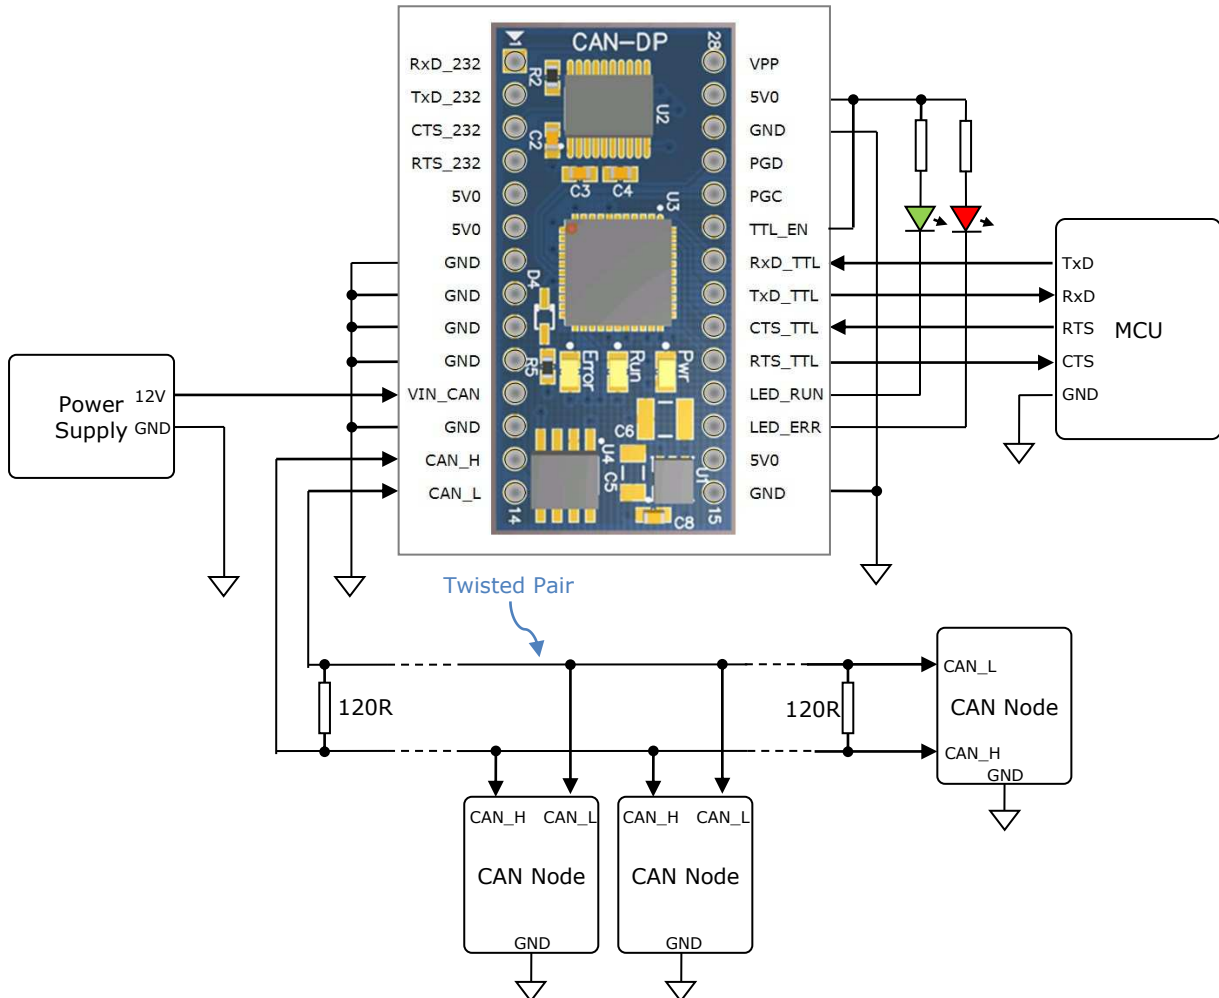 CAN-DP
1
28
R2
U2
C2
C3
C4
U3
D4
R5
Error
Run
Pwr
C6
U4
C5
U1
C8
14
15
RxD_232
TxD_232
CTS_232
RTS_232
5V0
5V0
GND
GND
GND
GND
VIN_CAN
GND
CAN_H
CAN_L
VPP
5V0
GND
PGD
PGC
TTL_EN
RxD_TTL
TxD_TTL
CTS_TTL
RTS_TTL
LED_RUN
LED_ERR
5V0
GND
TxD
RxD
RTS
CTS
GND
MCU
Power
Supply
12V
GND
Twisted Pair
120R
120R
CAN_L
CAN Node
CAN_H
GND
CAN_H
CAN_L
CAN Node
GND
CAN_H
CAN_L
CAN Node
GND